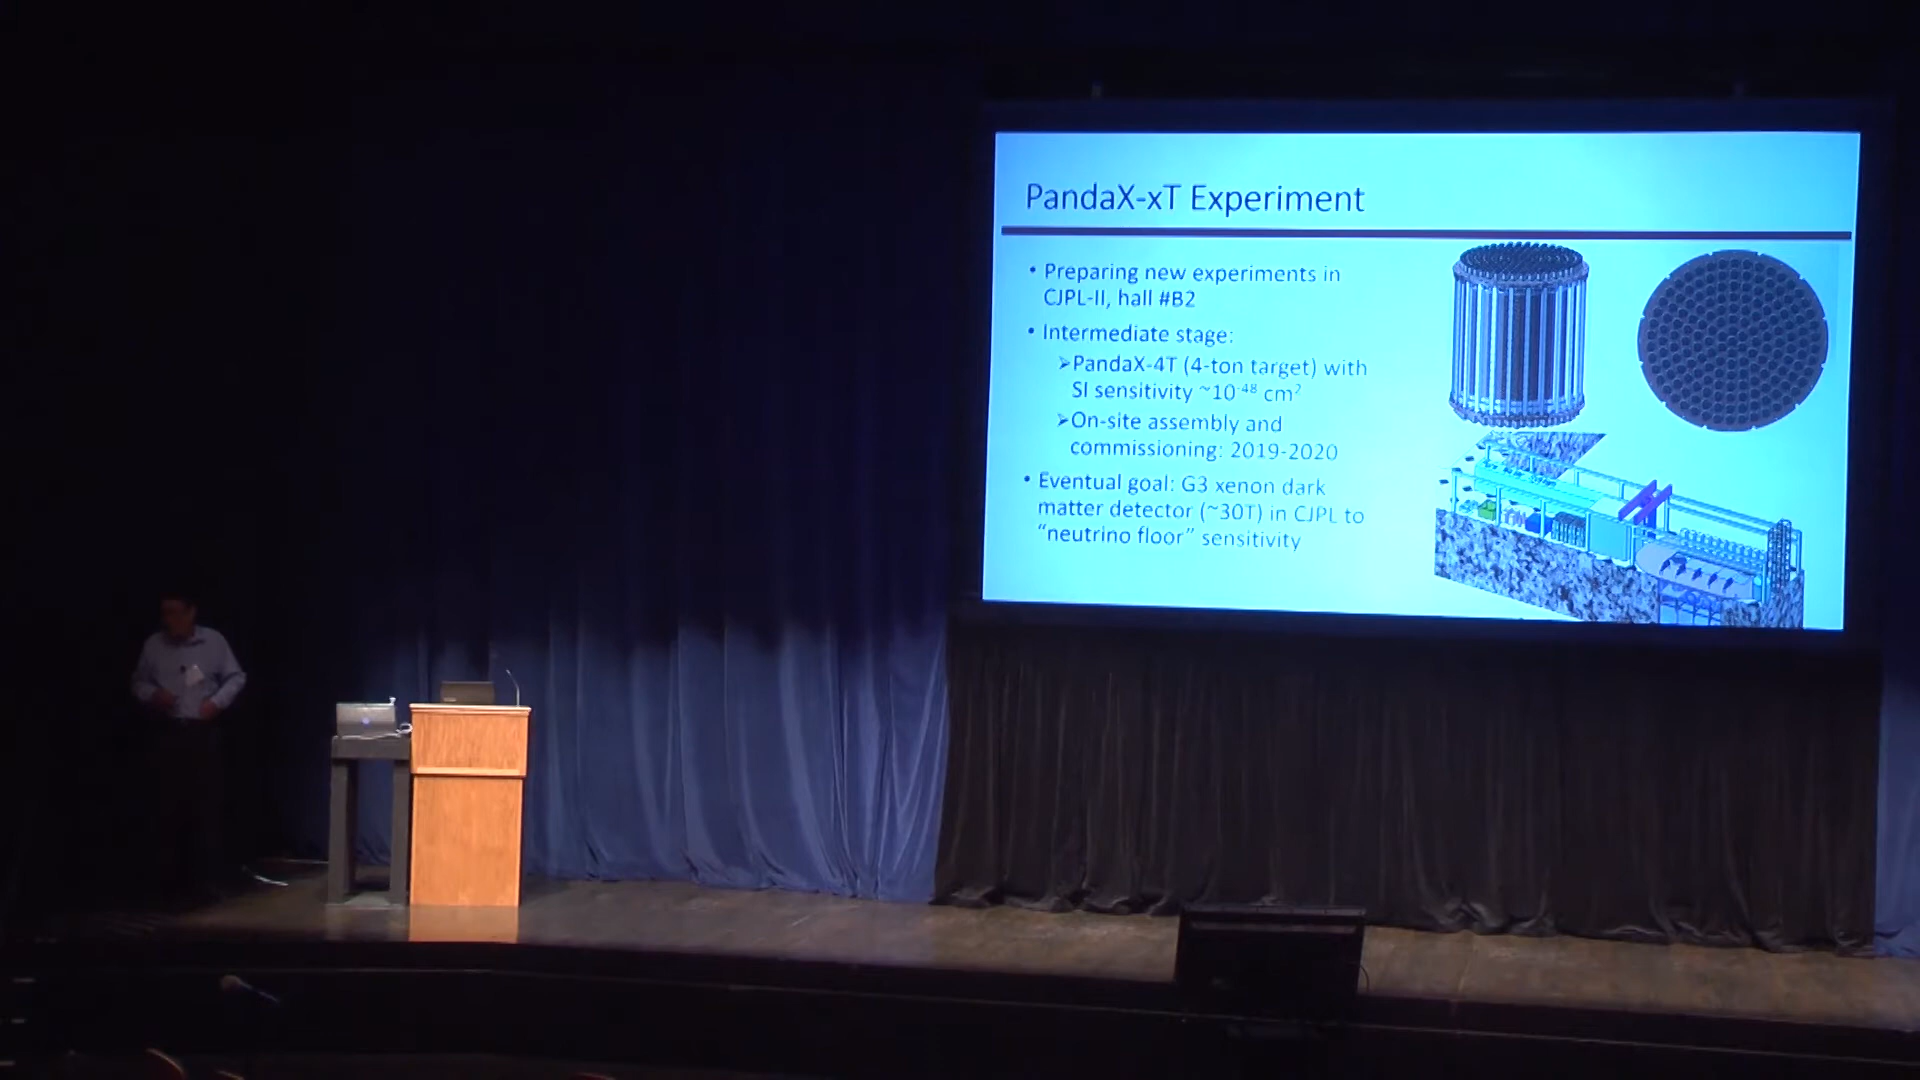 PandaX-xT Experiment
• Preparing new experiments in
CJPL-II, hall #B2
• Intermediate stage:
➢PandaX-4T (4-ton target) with
SI sensitivity ~10⁻⁴⁸ cm²
➢On-site assembly and
commissioning: 2019-2020
• Eventual goal: G3 xenon dark
matter detector (~30T) in CJPL to
“neutrino floor” sensitivity